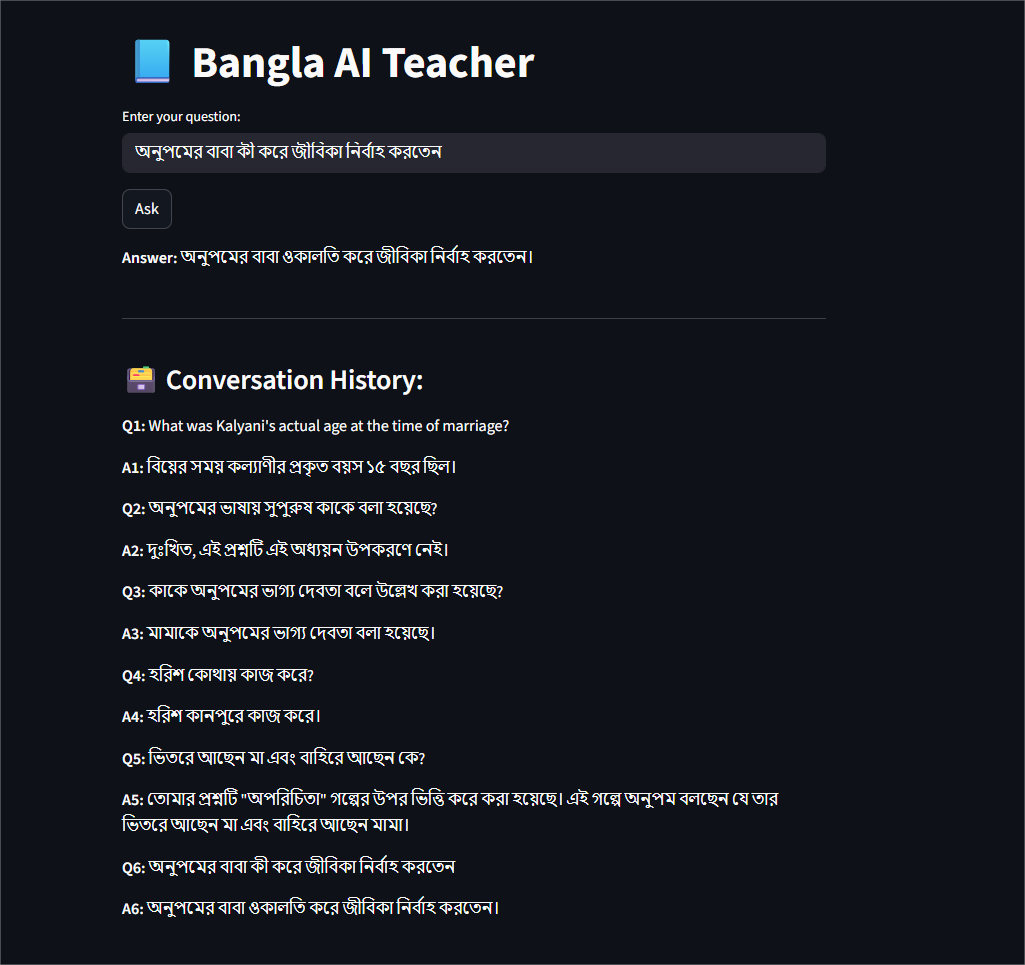 Bangla AI Teacher
Enter your question:
অনুপমের বাবা কী করে জীবিকা নির্বাহ করতেন
Ask
Answer: অনুপমের বাবা ওকালতি করে জীবিকা নির্বাহ করতেন।
Conversation History:
Q1: What was Kalyani's actual age at the time of marriage?
A1: বিয়ের সময় কল্যাণীর প্রকৃত বয়স ১৫ বছর ছিল।
Q2: অনুপমের ভাষায় সুপুরুষ কাকে বলা হয়েছে?
A2: দুঃখিত, এই প্রশ্নটি এই অধ্যয়ন উপকরণে নেই।
Q3: কাকে অনুপমের ভাগ্য দেবতা বলে উল্লেখ করা হয়েছে?
A3: মামাকে অনুপমের ভাগ্য দেবতা বলা হয়েছে।
Q4: হরিশ কোথায় কাজ করে?
A4: হরিশ কানপুরে কাজ করে।
Q5: ভিতরে আছেন মা এবং বাহিরে আছেন কে?
A5: তোমার প্রশ্নটি "অপরিচিতা" গল্পের উপর ভিত্তি করে করা হয়েছে। এই গল্পে অনুপম বলছেন যে তার
ভিতরে আছেন মা এবং বাহিরে আছেন মামা।
Q6: অনুপমের বাবা কী করে জীবিকা নির্বাহ করতেন
A6: অনুপমের বাবা ওকালতি করে জীবিকা নির্বাহ করতেন।